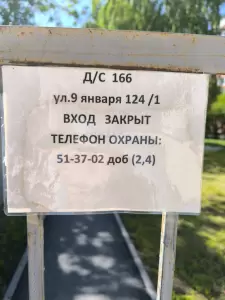 Д/С 166
ул.9 января 124 /1
ВХОД ЗАКРЫТ
ТЕЛЕФОН ОХРАНЫ:
51-37-02 доб (2,4)